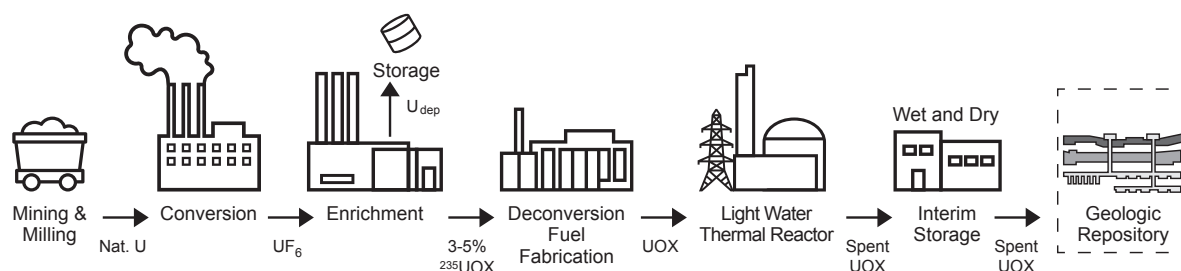 Storage
U dep
Wet and Dry
Mining &
Milling
Nat. U
Conversion
UF6
Enrichment
3-5%
235UOX
Deconversion
Fuel
Fabrication
UOX
Light Water
Thermal Reactor
Spent
UOX
Interim
Storage
Spent
UOX
Geologic
Repository